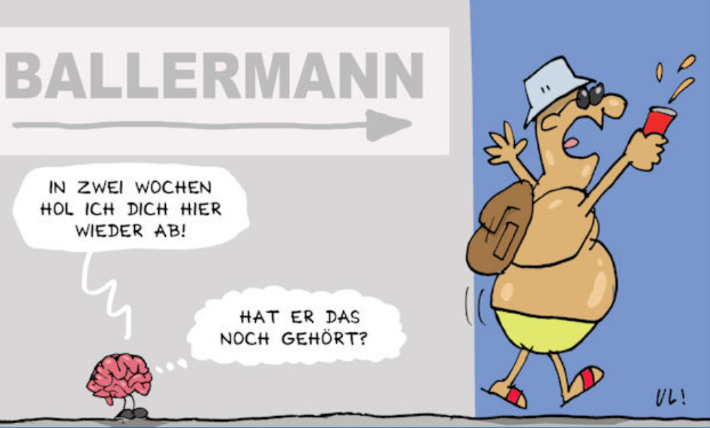 BALLERMANN
IN ZWEI WOCHEN
HOL ICH DICH HIER
WIEDER AB!
HAT ER DAS
NOCH GEHÖRT?
UL!